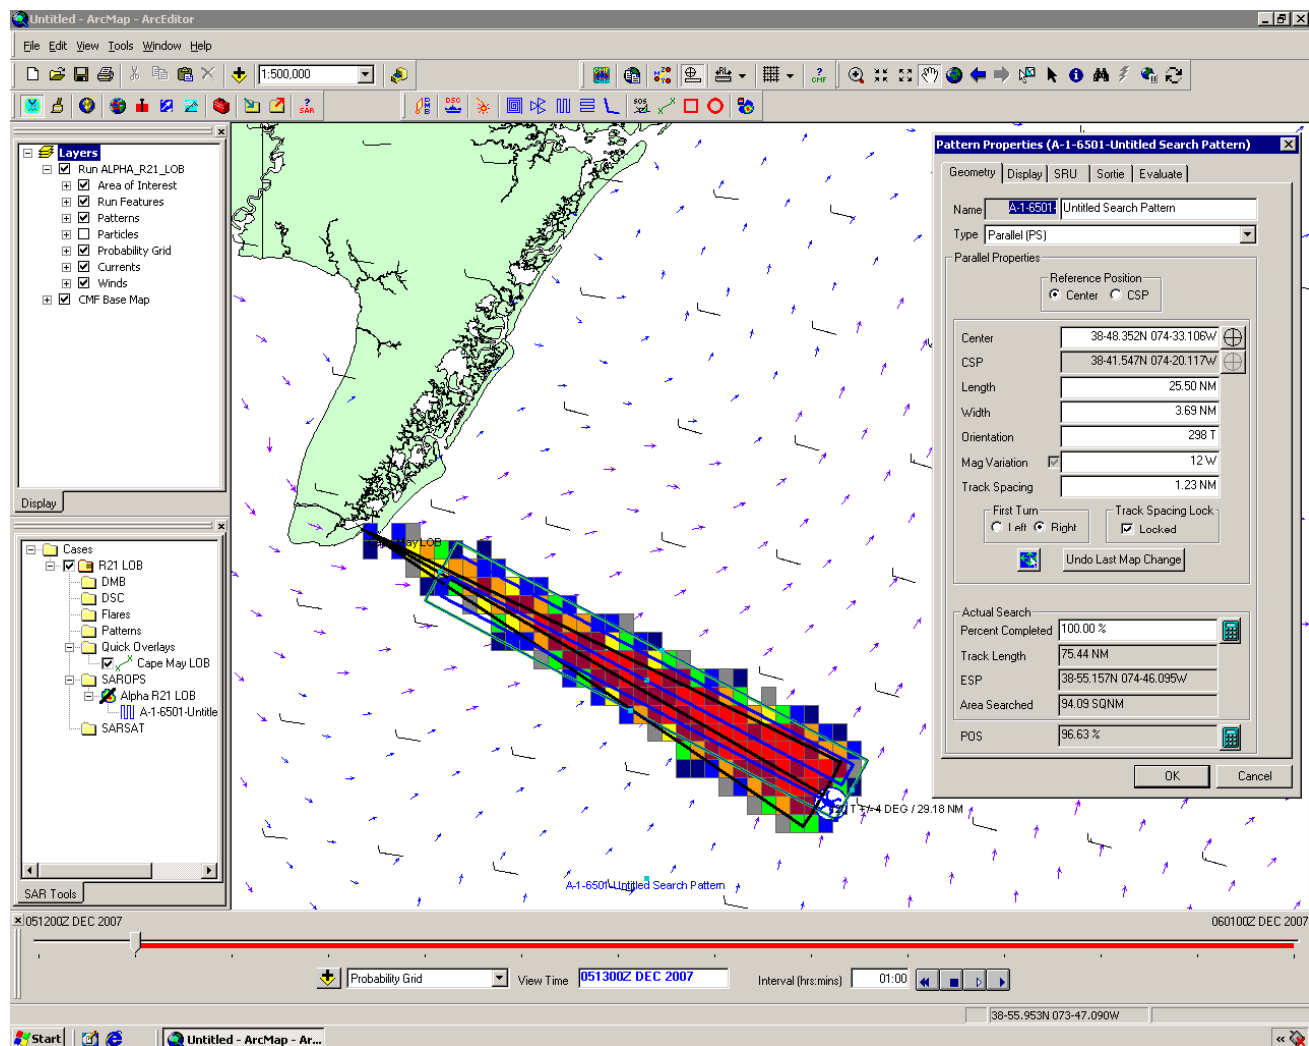 Untitled - ArcMap - ArcEditor
File Edit View Tools Window Help
1:500,000
CMF
SAR
DMB
DSC
SOS
Layers
Run ALPHA_R21_LOB
Area of Interest
Run Features
Patterns
Particles
Probability Grid
Currents
Winds
CMF Base Map
Display
Cases
R21 LOB
DMB
DSC
Flares
Patterns
Quick Overlays
Cape May LOB
SAROPS
Alpha R21 LOB
A-1-6501-Untitle
SARSAT
SAR Tools
May LOB
+/-4 DEG / 29.18 NM
A-1-6501-Untitled Search Pattern
Pattern Properties (A-1-6501-Untitled Search Pattern)
Geometry Display SRU Sortie Evaluate
Name A-1-6501- Untitled Search Pattern
Type Parallel (PS)
Parallel Properties
Reference Position
Center CSP
Center 38-48.352N 074-33.106W
CSP 38-41.547N 074-20.117W
Length 25.50 NM
Width 3.69 NM
Orientation 298 T
Mag Variation 12 W
Track Spacing 1.23 NM
First Turn Track Spacing Lock
Left Right Locked
Undo Last Map Change
Actual Search
Percent Completed 100.00 %
Track Length 75.44 NM
ESP 38-55.157N 074-46.095W
Area Searched 94.09 SQNM
POS 96.63 %
OK Cancel
051200Z DEC 2007 060100Z DEC 2007
Probability Grid View Time 051300Z DEC 2007 Interval (hrs:mins) 01:00
38-55.953N 073-47.090W
Start Untitled - ArcMap - Ar...